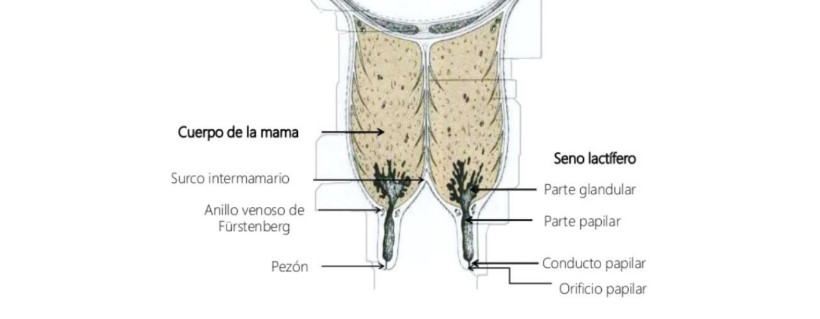 Cuerpo de la mama
Surco intermamario
Anillo venoso de
Fürstenberg
Pezón
Seno lactífero
Parte glandular
Parte papilar
Conducto papilar
Orificio papilar